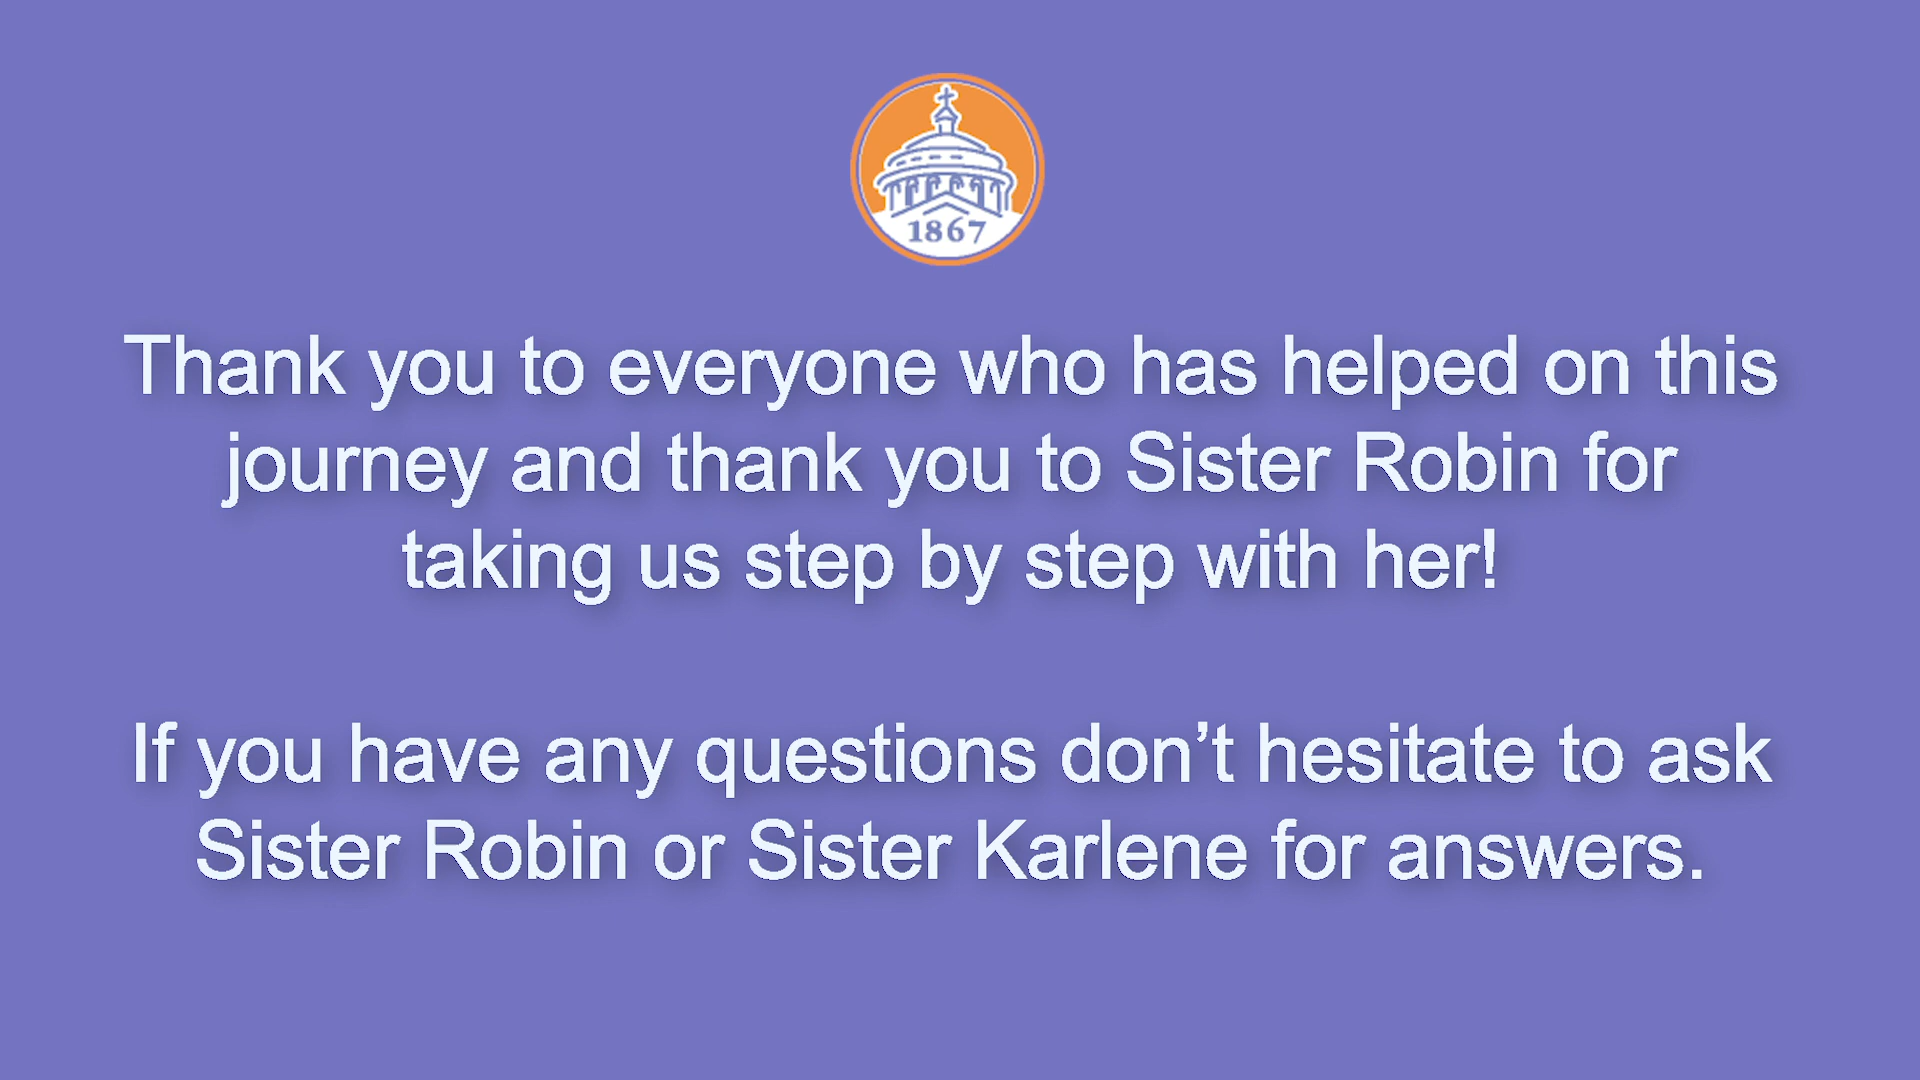 1867
Thank you to everyone who has helped on this
journey and thank you to Sister Robin for
taking us step by step with her!
If you have any questions don’t hesitate to ask
Sister Robin or Sister Karlene for answers.